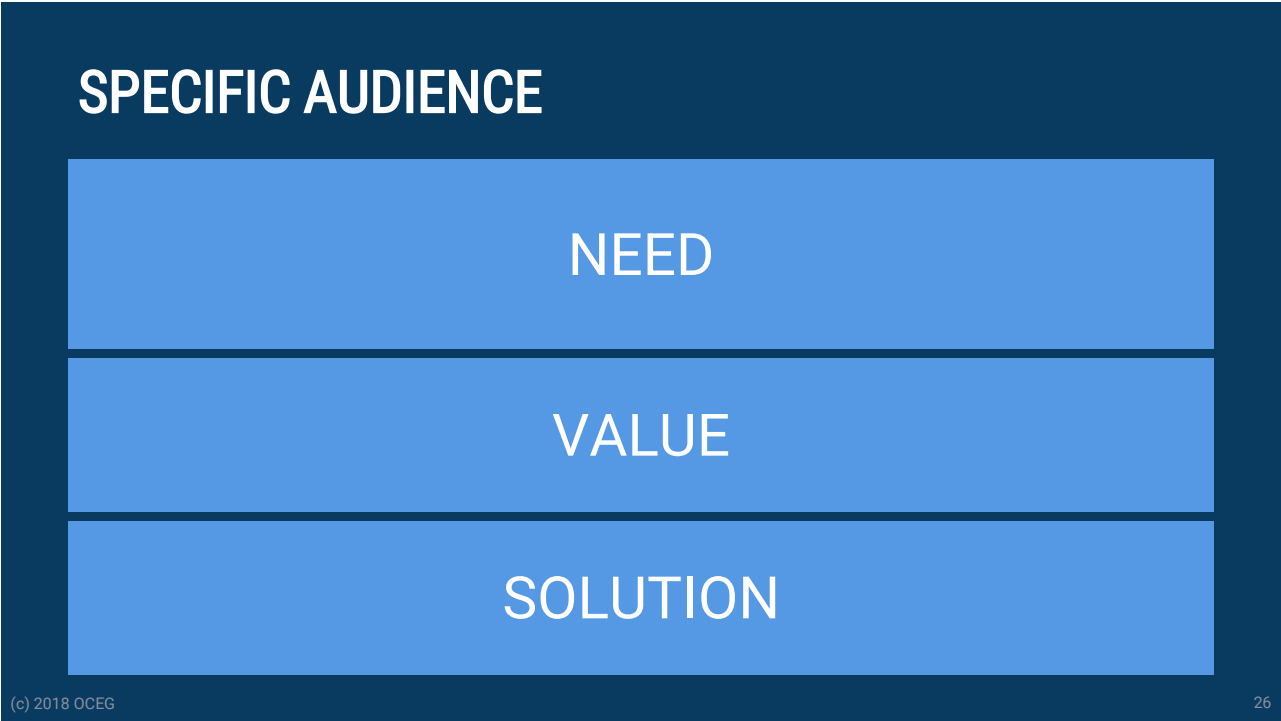 SPECIFIC AUDIENCE
NEED
VALUE
SOLUTION
(c) 2018 OCEG
26